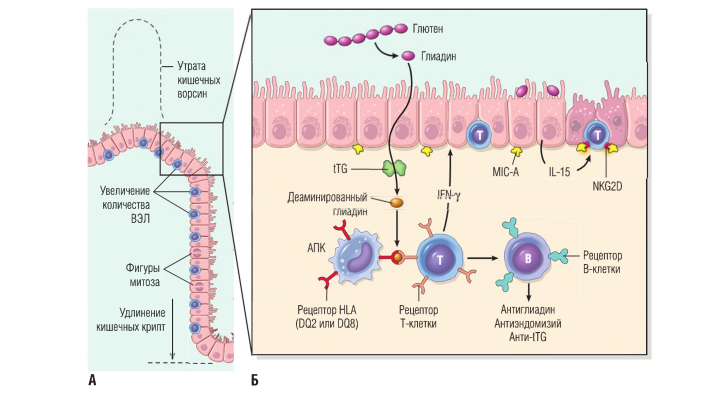 Утрата
кишечных
ворсин
Увеличение
количества
ВЭЛ
Фигуры
митоза
Удлинение
кишечных крипт
А
Глютен
Глиадин
tTG
Деаминированный
глиадин
IFN-γ
Т
MIC-A
IL-15
Т
NKG2D
АПК
Т
В
Рецептор
В-клетки
Рецептор HLA
(DQ2 или DQ8)
Рецептор
Т-клетки
Антиглиадин
Антиэндомизий
Анти-tTG
Б